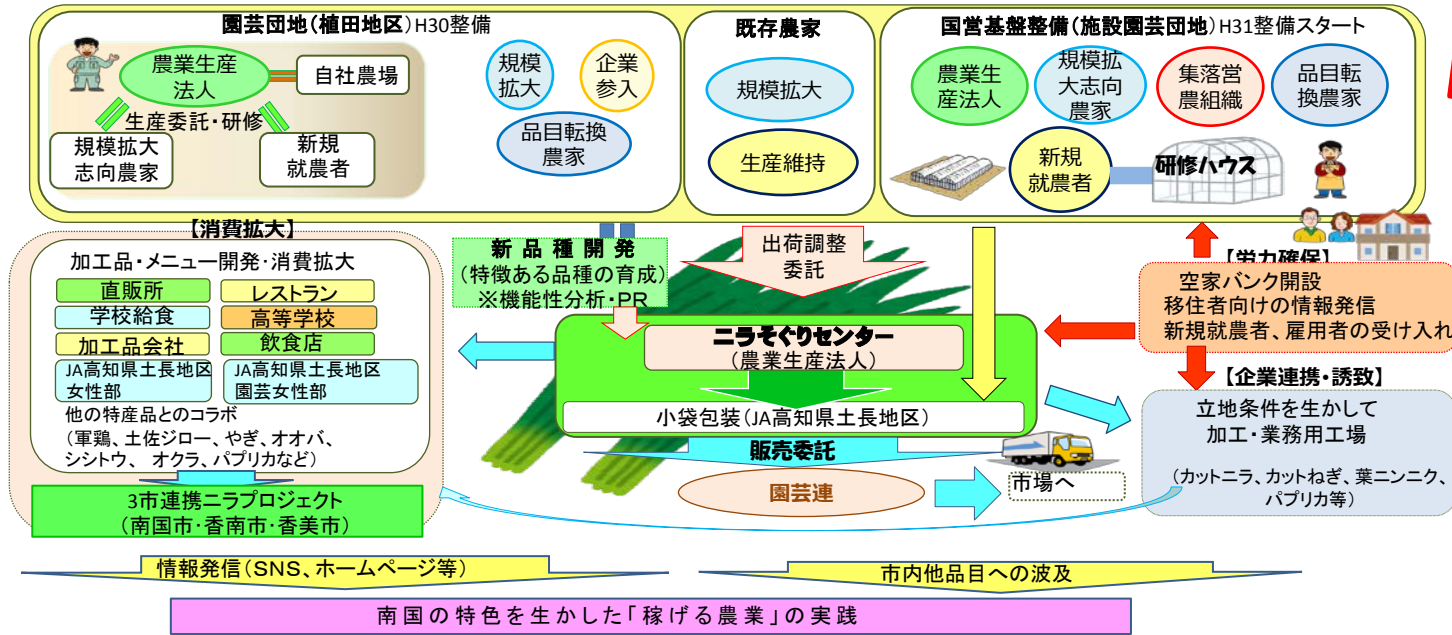 園芸団地(植田地区)H30整備
農業生産
法人
自社農場
生産委託・研修
規模拡大
志向農家
新規
就農者
規模
拡大
企業
参入
品目転換
農家
既存農家
規模拡大
生産維持
国営基盤整備(施設園芸団地)H31整備スタート
農業生
産法人
規模拡
大志向
農家
集落営
農組織
品目転
換農家
新規
就農者
研修ハウス
【消費拡大】
加工品・メニュー開発・消費拡大
直販所
レストラン
学校給食
高等学校
加工品会社
飲食店
JA高知県土長地区
女性部
JA高知県土長地区
園芸女性部
他の特産品とのコラボ
(軍鶏、土佐ジロー、やぎ、オオバ、
シシトウ、 オクラ、パプリカなど)
3市連携ニラプロジェクト
(南国市・香南市・香美市)
新品種開発
(特徴ある品種の育成)
※機能性分析・PR
出荷調整
委託
ニラそぐりセンター
(農業生産法人)
小袋包装(JA高知県土長地区)
販売委託
園芸連
市場へ
【労力確保】
空家バンク開設
移住者向けの情報発信
新規就農者、雇用者の受け入れ
【企業連携・誘致】
立地条件を生かして
加工・業務用工場
(カットニラ、カットねぎ、葉ニンニク、
パプリカ等)
情報発信(SNS、ホームページ等)
市内他品目への波及
南国の特色を生かした「稼げる農業」の実践